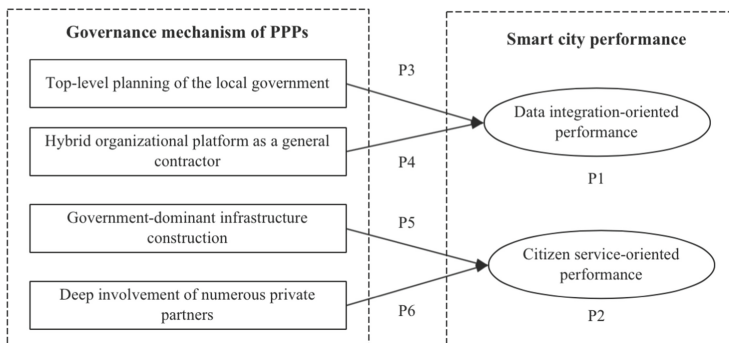 Governance mechanism of PPPs
Top-level planning of the local government
Hybrid organizational platform as a general
contractor
Government-dominant infrastructure
construction
Deep involvement of numerous private
partners
P3
P4
P5
P6
Smart city performance
Data integration-oriented
performance
P1
Citizen service-oriented
performance
P2